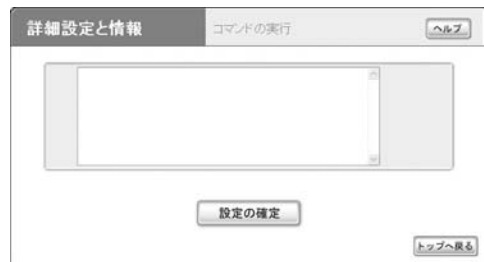 詳細設定と情報
コマンドの実行
ヘルプ
設定の確定
トップへ戻る